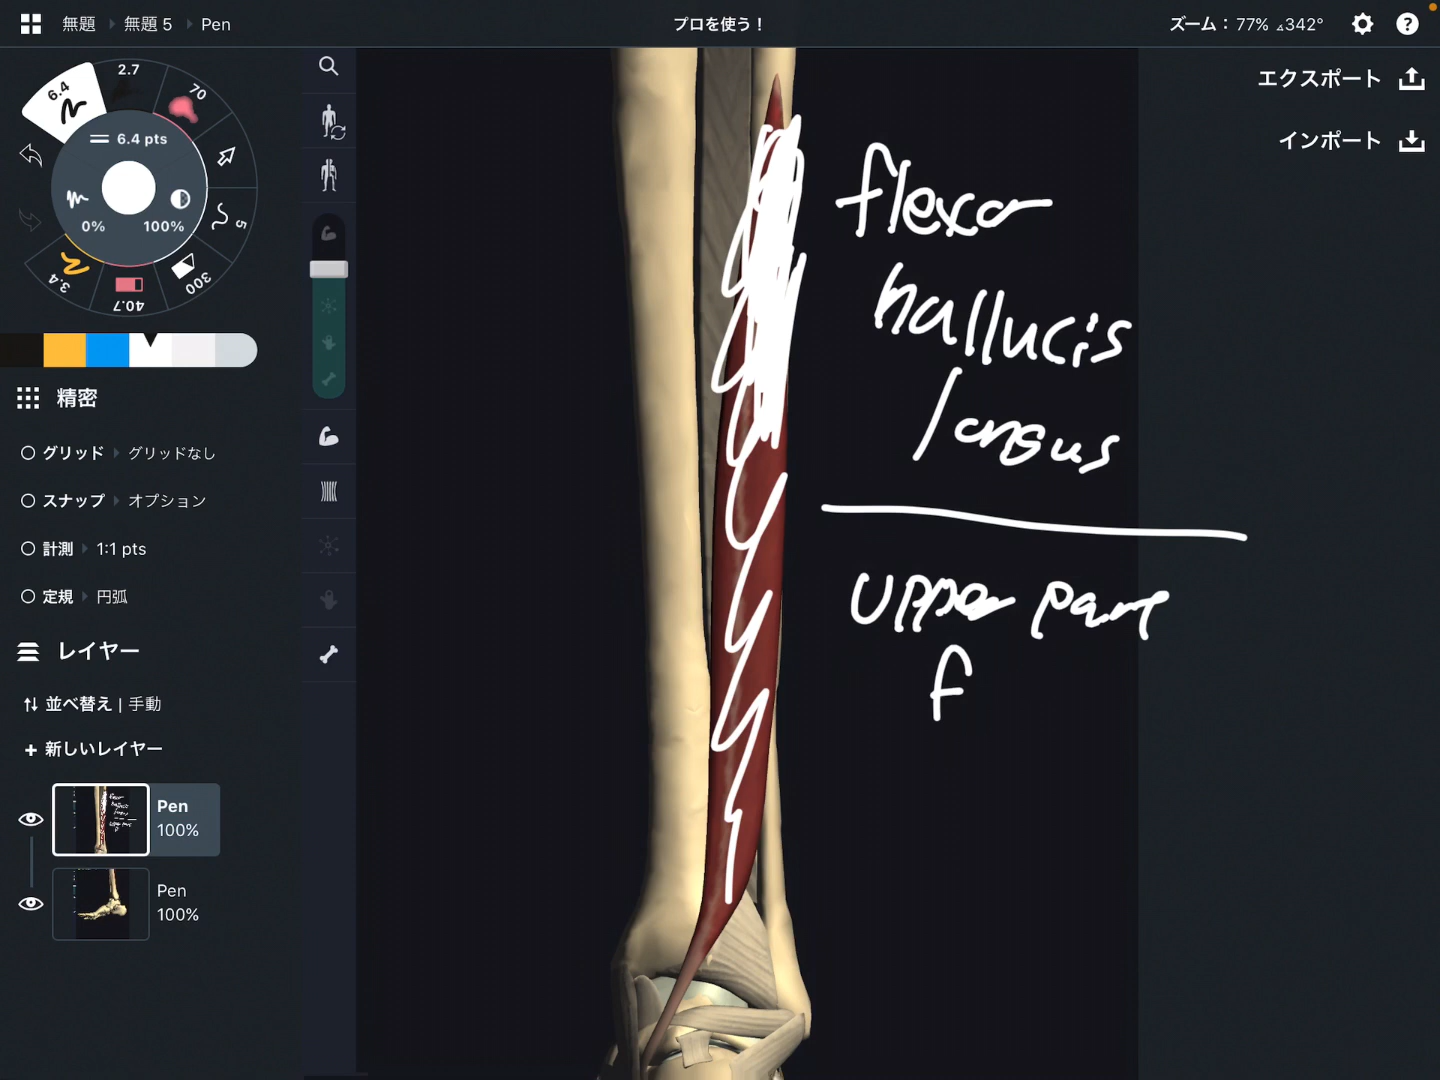 無題 無題 5 Pen
プロを使う！
ズーム： 77% ⊿342°
エクスポート
インポート
6.4
2.7
70
5
300
40.7
3.4
6.4 pts
0% 100%
精密
グリッド グリッドなし
スナップ オプション
計測 1:1 pts
定規 円弧
レイヤー
並べ替え | 手動
+ 新しいレイヤー
Pen
100%
Pen
100%
flexor
hallucis
longus
upper part
f